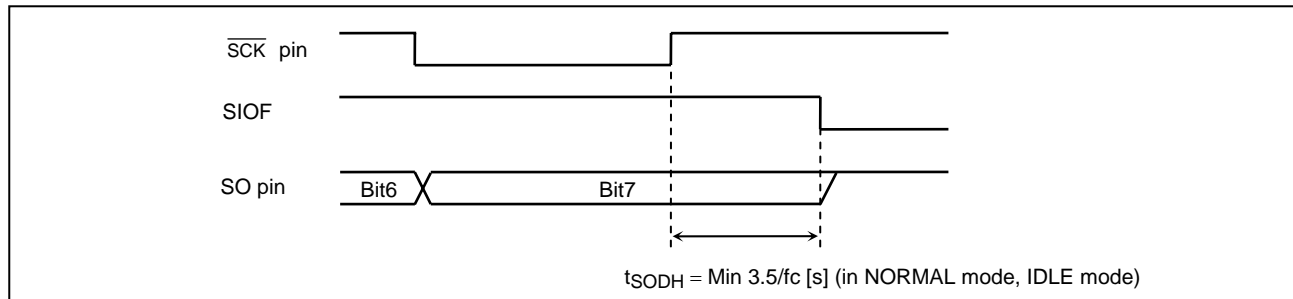 SCK pin
SIOF
SO pin
Bit6
Bit7
tSODH = Min 3.5/fc [s] (in NORMAL mode, IDLE mode)